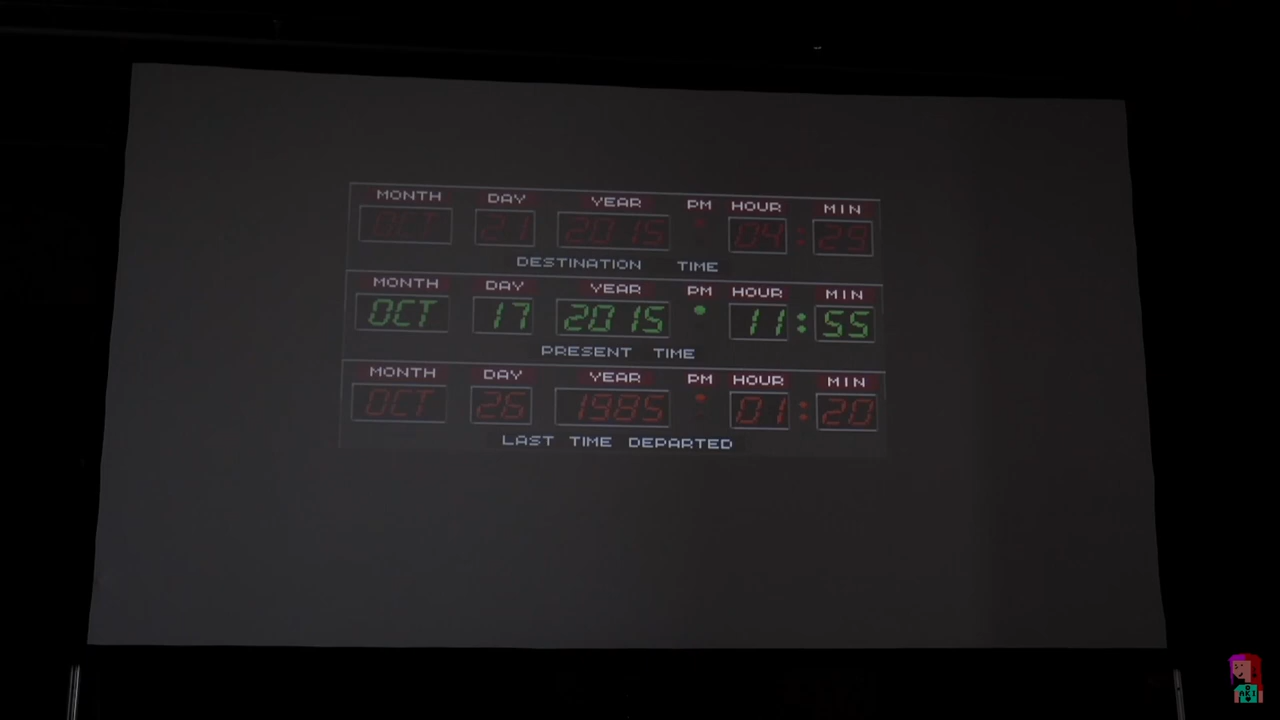 MONTH DAY YEAR PM HOUR MIN
OCT 21 2015 04:29
DESTINATION TIME
MONTH DAY YEAR PM HOUR MIN
OCT 17 2015 11:55
PRESENT TIME
MONTH DAY YEAR PM HOUR MIN
OCT 26 1985 01:20
LAST TIME DEPARTED